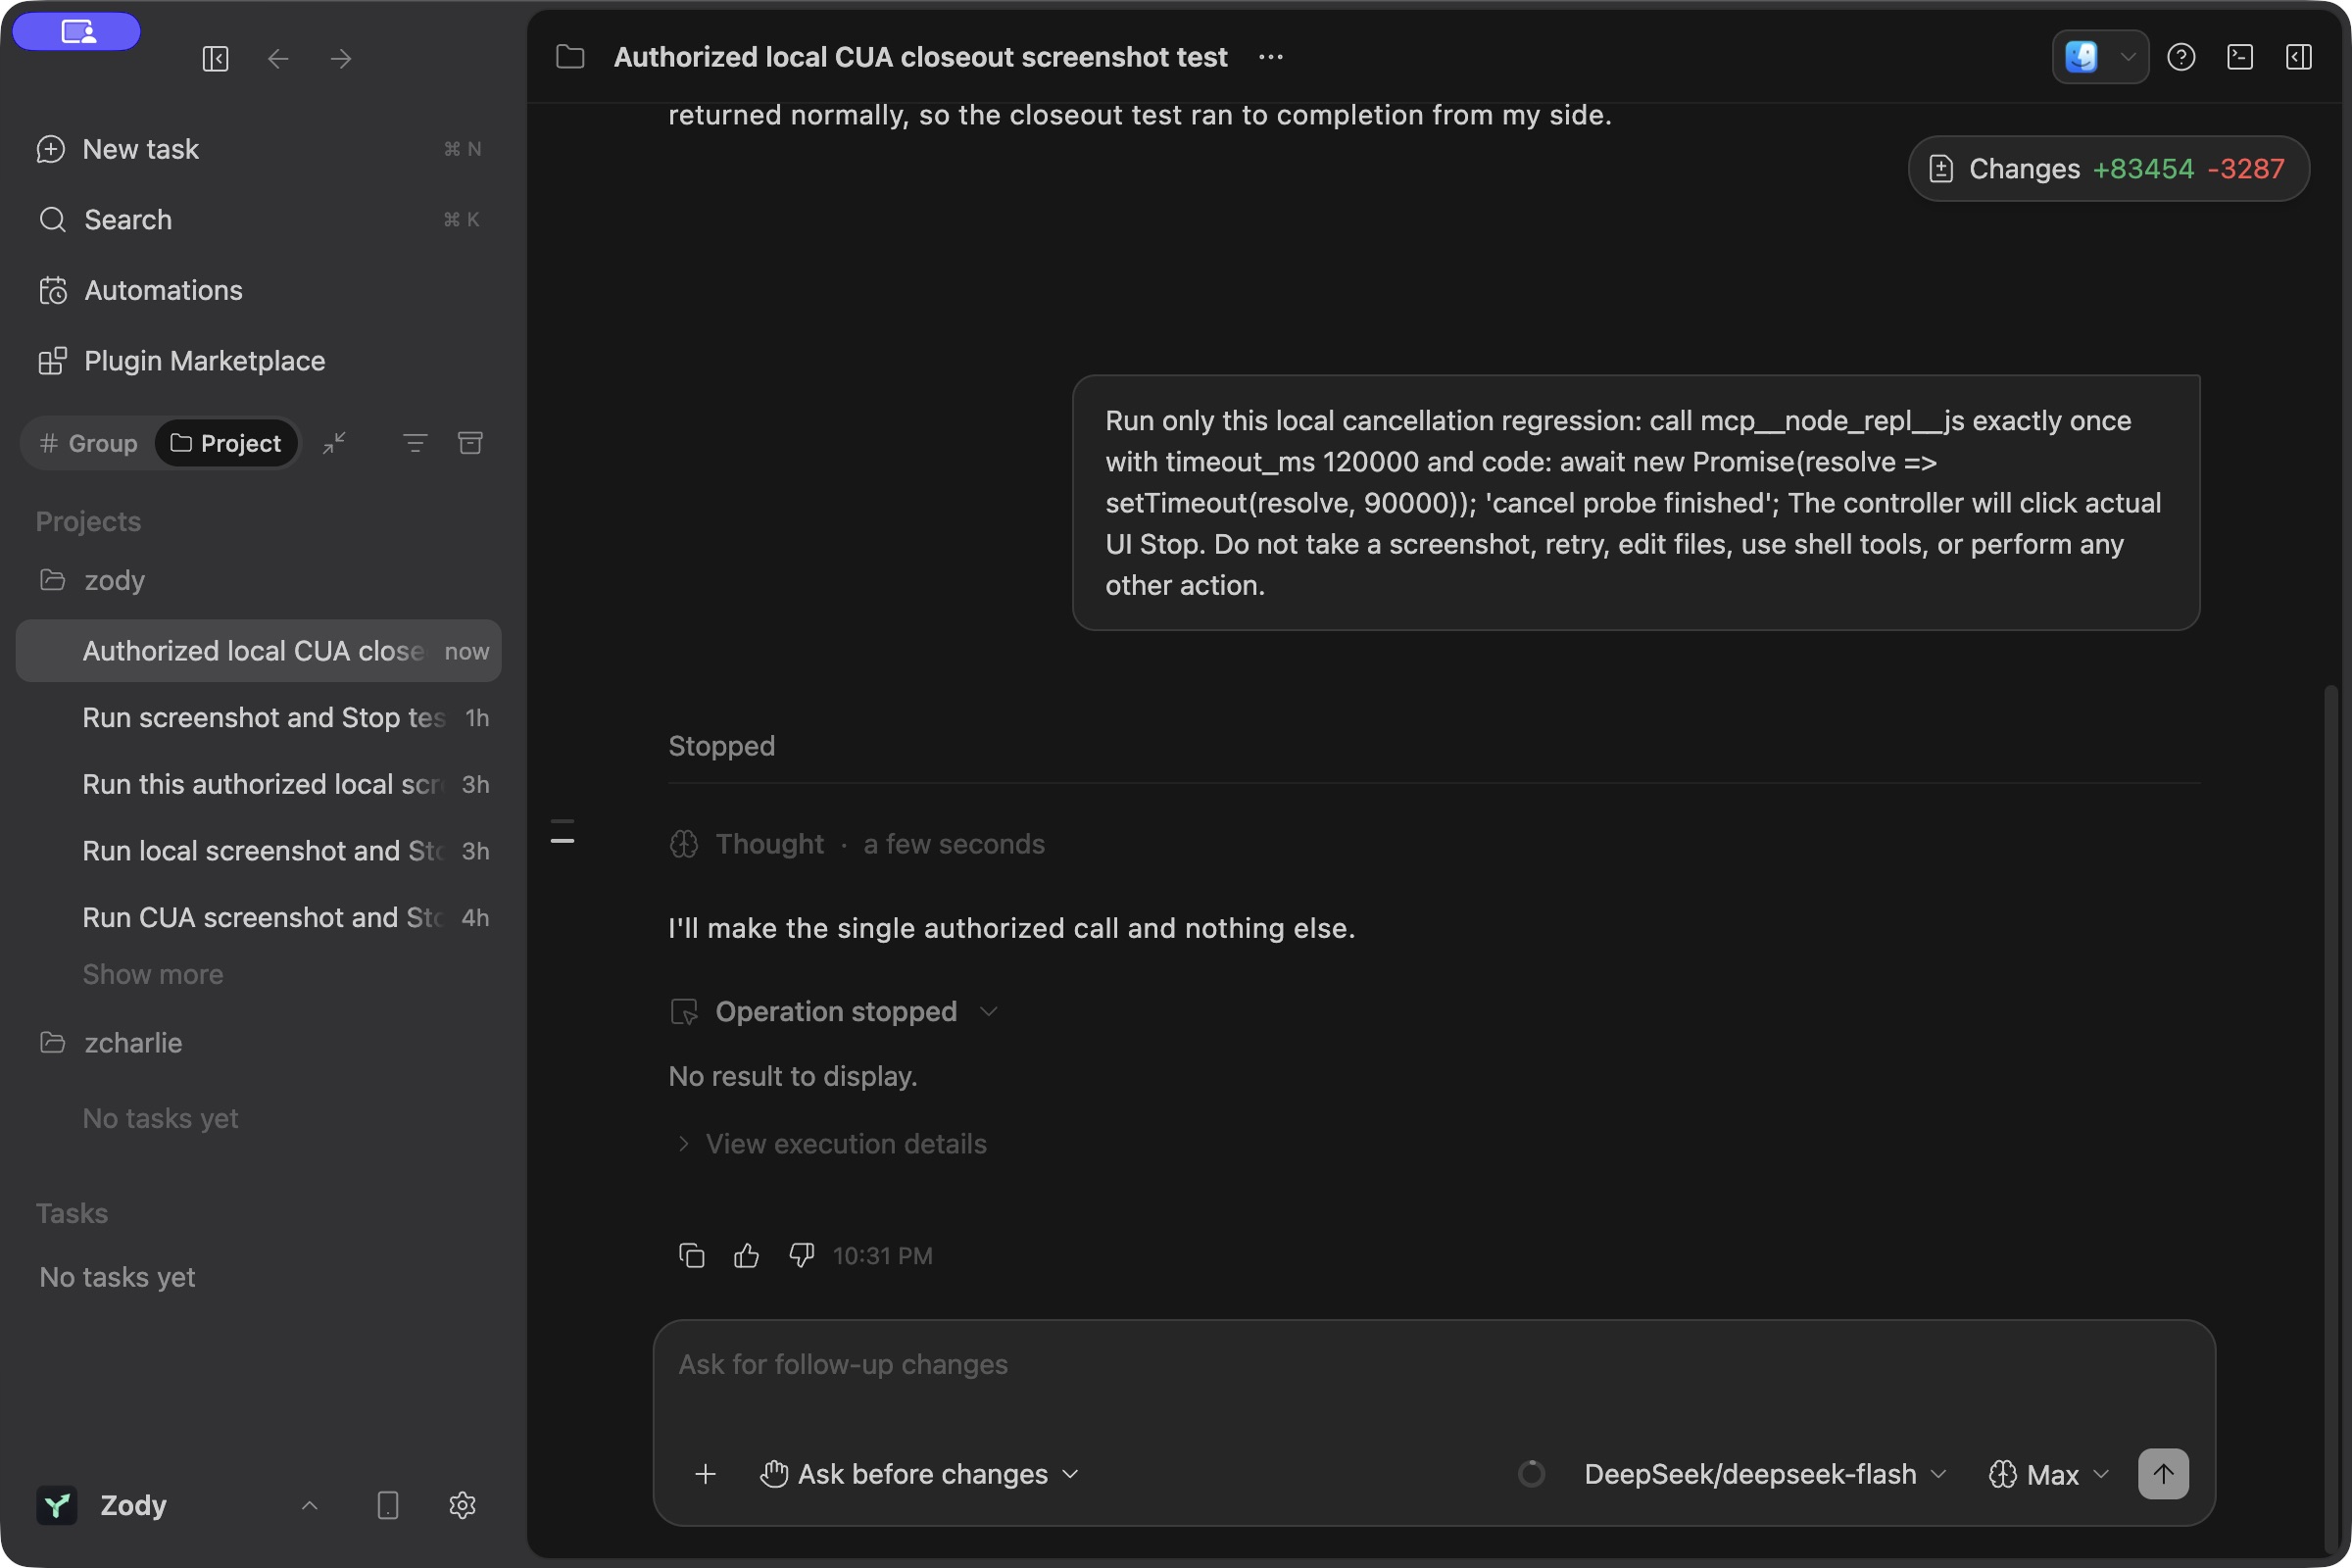 New task
⌘ N
Search
⌘ K
Automations
Plugin Marketplace
# Group
Project
Projects
zody
Authorized local CUA close
now
Run screenshot and Stop tes
1h
Run this authorized local scre
3h
Run local screenshot and Sto
3h
Run CUA screenshot and Sto
4h
Show more
zcharlie
No tasks yet
Tasks
No tasks yet
Zody
Authorized local CUA closeout screenshot test
returned normally, so the closeout test ran to completion from my side.
Changes +83454 -3287
Run only this local cancellation regression: call mcp__node_repl__js exactly once
with timeout_ms 120000 and code: await new Promise(resolve =>
setTimeout(resolve, 90000)); 'cancel probe finished'; The controller will click actual
UI Stop. Do not take a screenshot, retry, edit files, use shell tools, or perform any
other action.
Stopped
Thought · a few seconds
I'll make the single authorized call and nothing else.
Operation stopped
No result to display.
View execution details
10:31 PM
Ask for follow-up changes
Ask before changes
DeepSeek/deepseek-flash
Max